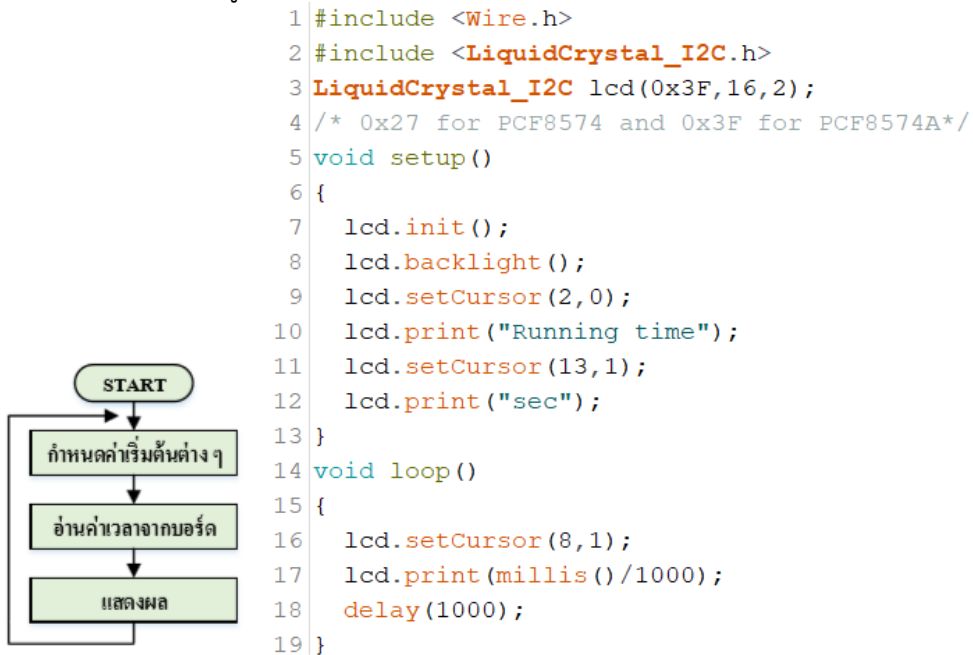 START
กำหนดค่าเริ่มต้นต่าง ๆ
อ่านค่าเวลาจากบอร์ด
แสดงผล
1 #include <Wire.h>
2 #include <LiquidCrystal_I2C.h>
3 LiquidCrystal_I2C lcd(0x3F,16,2);
4 /* 0x27 for PCF8574 and 0x3F for PCF8574A*/
5 void setup()
6 {
7   lcd.init();
8   lcd.backlight();
9   lcd.setCursor(2,0);
10   lcd.print("Running time");
11   lcd.setCursor(13,1);
12   lcd.print("sec");
13 }
14 void loop()
15 {
16   lcd.setCursor(8,1);
17   lcd.print(millis()/1000);
18   delay(1000);
19 }